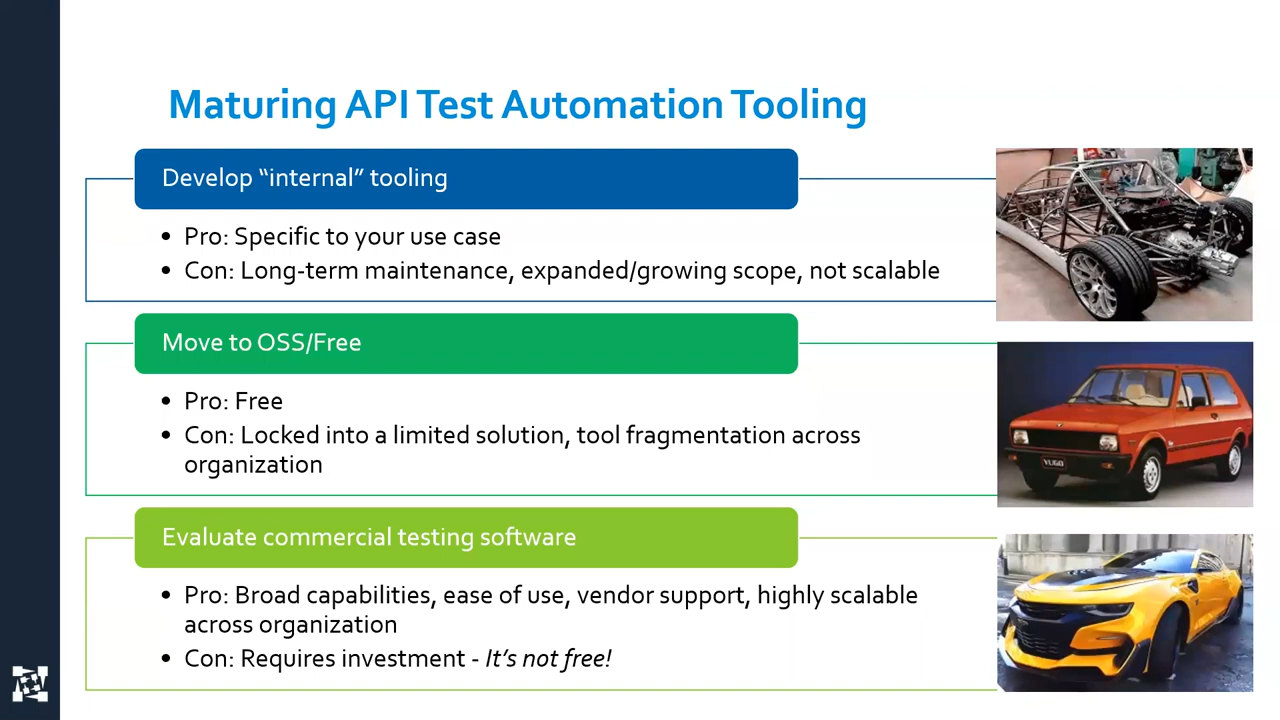 Maturing API Test Automation Tooling
Develop “internal” tooling
• Pro: Specific to your use case
• Con: Long-term maintenance, expanded/growing scope, not scalable
Move to OSS/Free
• Pro: Free
• Con: Locked into a limited solution, tool fragmentation across
organization
YUGO
Evaluate commercial testing software
• Pro: Broad capabilities, ease of use, vendor support, highly scalable
across organization
• Con: Requires investment - It’s not free!